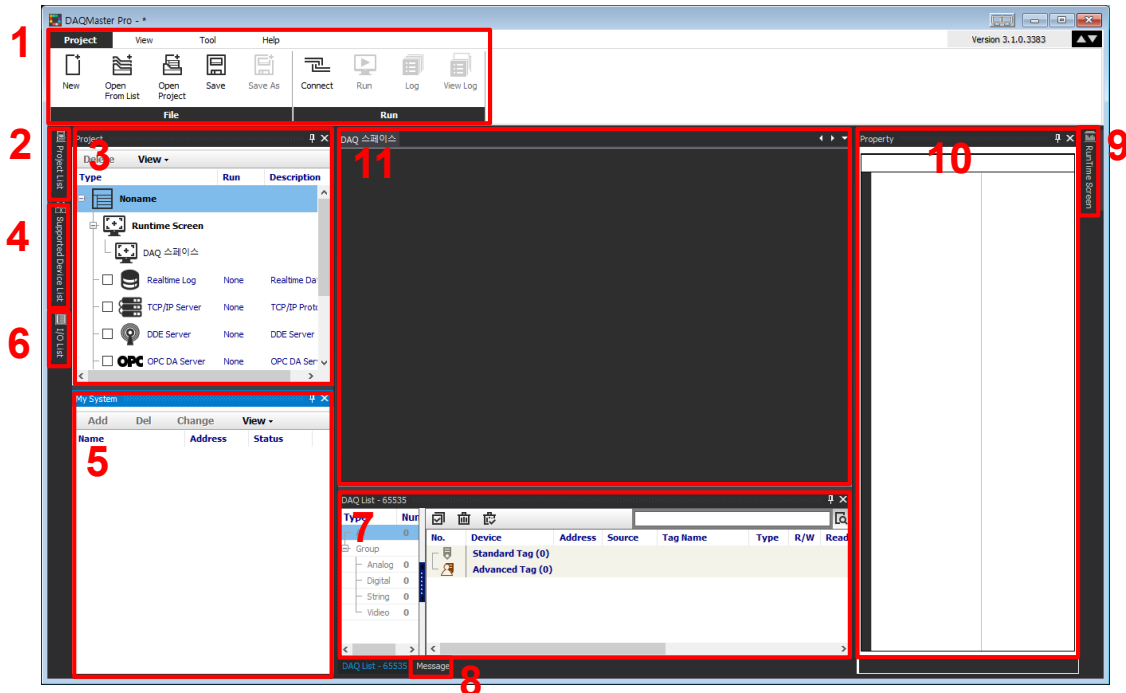 DAQMaster Pro - *
1
Project View Tool Help
Version 3.1.0.3383
New
Open From List
Open Project
Save
Save As
Connect
Run
Log
View Log
File
Run
2
Project List
3
Project
Delete View
Type Run Description
Noname
Runtime Screen
DAQ 스페이스
Realtime Log None Realtime Da
TCP/IP Server None TCP/IP Proto
DDE Server None DDE Server
OPC OPC DA Server None OPC DA Ser
4
Supported Device List
6
I/O List
5
My System
Add Del Change View
Name Address Status
11
DAQ 스페이스
7
DAQ List - 65535
Type Nur
0
Group
Analog 0
Digital 0
String 0
Video 0
No. Device Address Source Tag Name Type R/W Read
Standard Tag (0)
Advanced Tag (0)
DAQ List - 65535
Message
8
10
Property
9
RunTime Screen